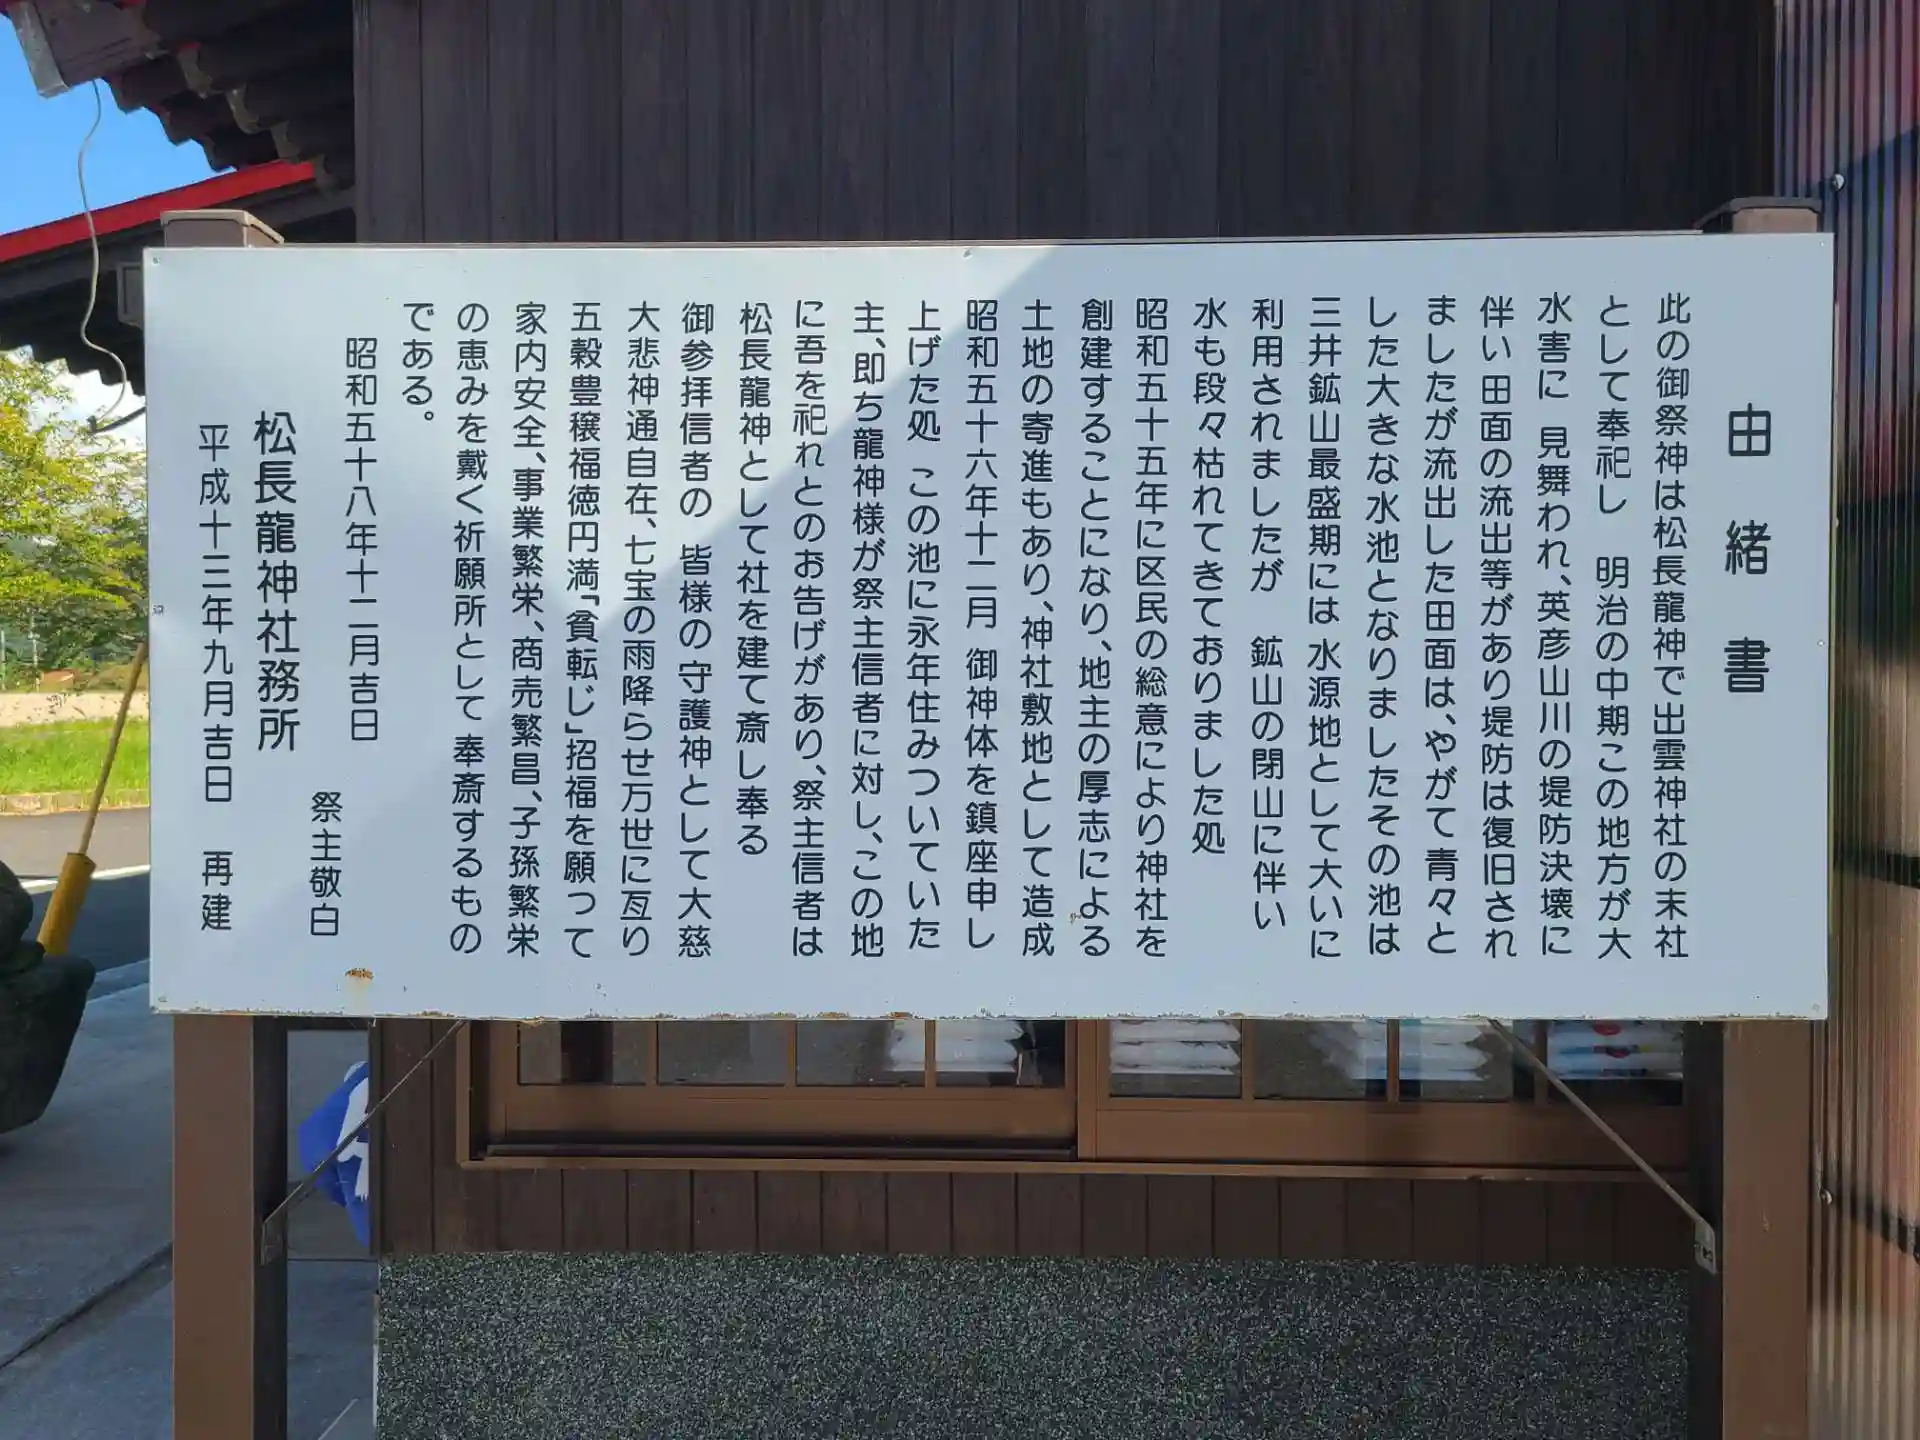 由緒書
此の御祭神は松長龍神で出雲神社の末社
として奉祀し 明治の中期この地方が大
水害に 見舞われ、英彦山川の堤防決壊に
伴い田面の流出等があり堤防は復旧され
ましたが流出した田面は、やがて青々と
した大きな水池となりましたその池は
三井鉱山最盛期には 水源地として大いに
利用されましたが 鉱山の閉山に伴い
水も段々枯れてきておりました処
昭和五十五年に区民の総意により神社を
創建することになり、地主の厚志による
土地の寄進もあり、神社敷地として造成
昭和五十六年十二月 御神体を鎮座申し
上げた処 この池に永年住みついていた
主、即ち龍神様が祭主信者に対し、この地
に吾を祀れとのお告げがあり、祭主信者は
松長龍神として社を建て斎し奉る
御参拝信者の 皆様の守護神として大慈
大悲神通自在、七宝の雨降らせ万世に亙り
五穀豊穣福徳円満「貧転じ」招福を願って
家内安全、事業繁栄、商売繁昌、子孫繁栄
の恵みを戴く祈願所として 奉斎するもの
である。
昭和五十八年十二月吉日
祭主敬白
松長龍神社務所
平成十三年九月吉日 再建